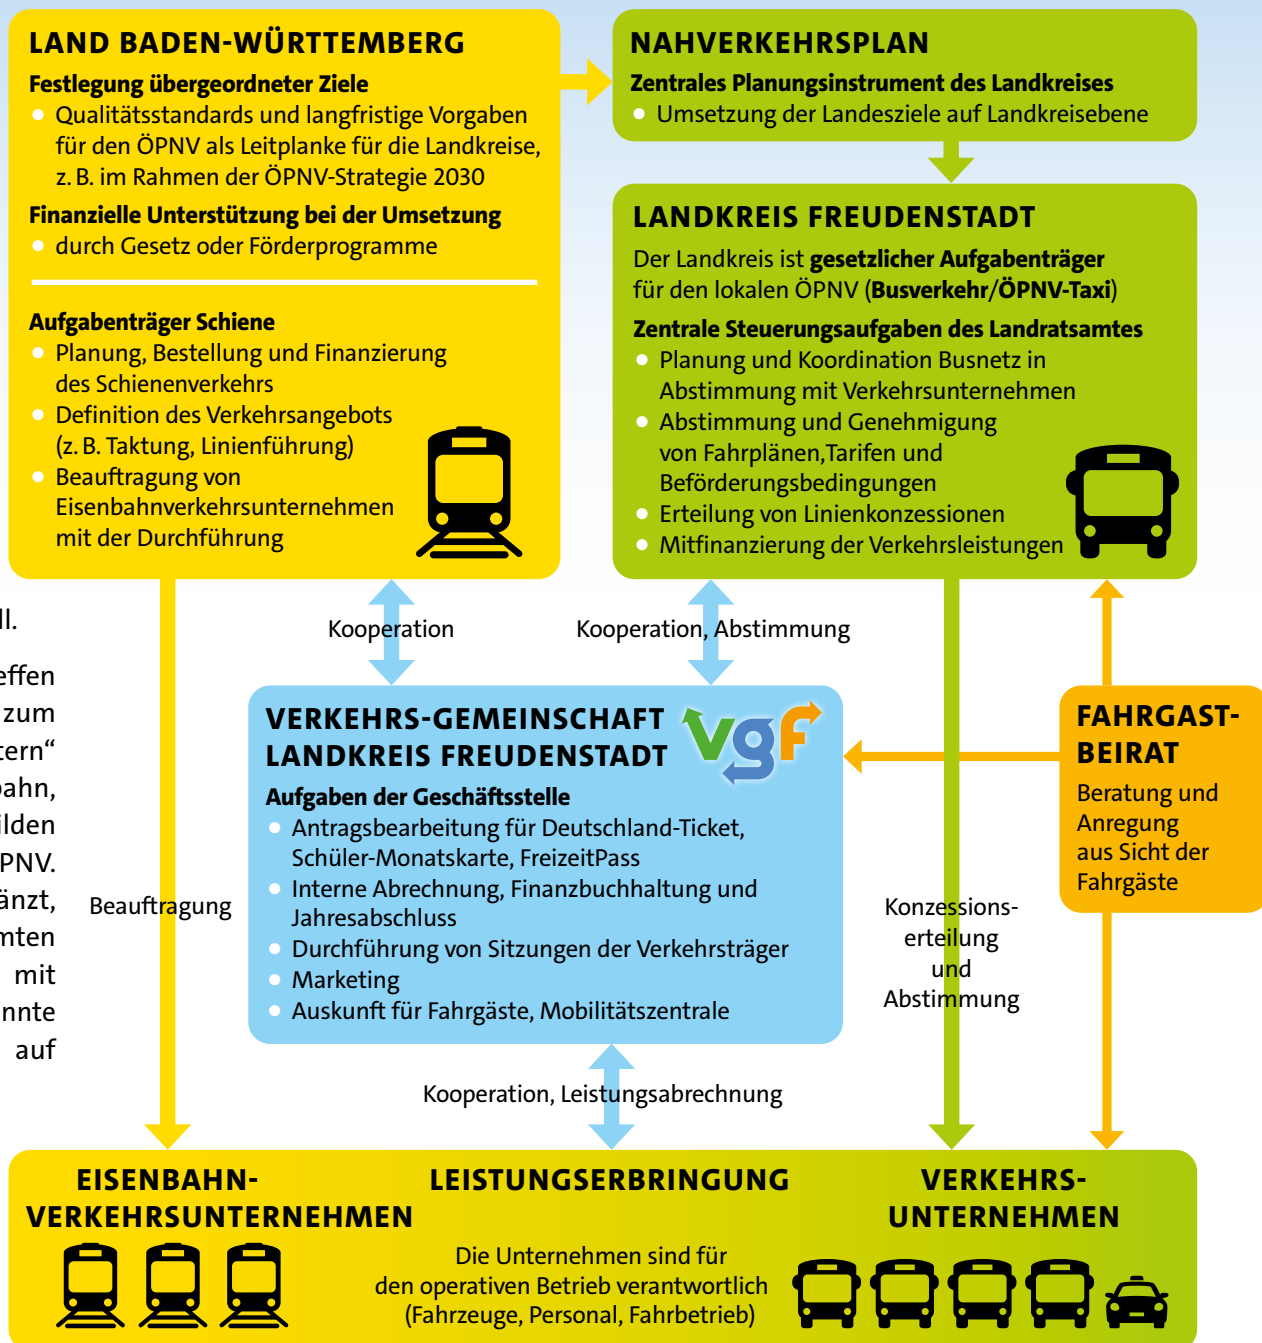 LAND BADEN-WÜRTTEMBERG
Festlegung übergeordneter Ziele
• Qualitätsstandards und langfristige Vorgaben
für den ÖPNV als Leitplanke für die Landkreise,
z. B. im Rahmen der ÖPNV-Strategie 2030
Finanzielle Unterstützung bei der Umsetzung
• durch Gesetz oder Förderprogramme
Aufgabenträger Schiene
• Planung, Bestellung und Finanzierung
des Schienenverkehrs
• Definition des Verkehrsangebots
(z. B. Taktung, Linienführung)
• Beauftragung von
Eisenbahnverkehrsunternehmen
mit der Durchführung
NAHVERKEHRSPLAN
Zentrales Planungsinstrument des Landkreises
• Umsetzung der Landesziele auf Landkreisebene
LANDKREIS FREUDENSTADT
Der Landkreis ist gesetzlicher Aufgabenträger
für den lokalen ÖPNV (Busverkehr/ÖPNV-Taxi)
Zentrale Steuerungsaufgaben des Landratsamtes
• Planung und Koordination Busnetz in
Abstimmung mit Verkehrsunternehmen
• Abstimmung und Genehmigung
von Fahrplänen,Tarifen und
Beförderungsbedingungen
• Erteilung von Linienkonzessionen
• Mitfinanzierung der Verkehrsleistungen
ll.
effen
zum
tern“
bahn,
ilden
PNV.
änzt,
mten
mit
annte
auf
Kooperation
Kooperation, Abstimmung
VERKEHRS-GEMEINSCHAFT
LANDKREIS FREUDENSTADT
vgf
Aufgaben der Geschäftsstelle
• Antragsbearbeitung für Deutschland-Ticket,
Schüler-Monatskarte, FreizeitPass
• Interne Abrechnung, Finanzbuchhaltung und
Jahresabschluss
• Durchführung von Sitzungen der Verkehrsträger
• Marketing
• Auskunft für Fahrgäste, Mobilitätszentrale
FAHRGAST-
BEIRAT
Beratung und
Anregung
aus Sicht der
Fahrgäste
Beauftragung
Konzessions-
erteilung
und
Abstimmung
Kooperation, Leistungsabrechnung
EISENBAHN-
VERKEHRSUNTERNEHMEN
LEISTUNGSERBRINGUNG
Die Unternehmen sind für
den operativen Betrieb verantwortlich
(Fahrzeuge, Personal, Fahrbetrieb)
VERKEHRS-
UNTERNEHMEN